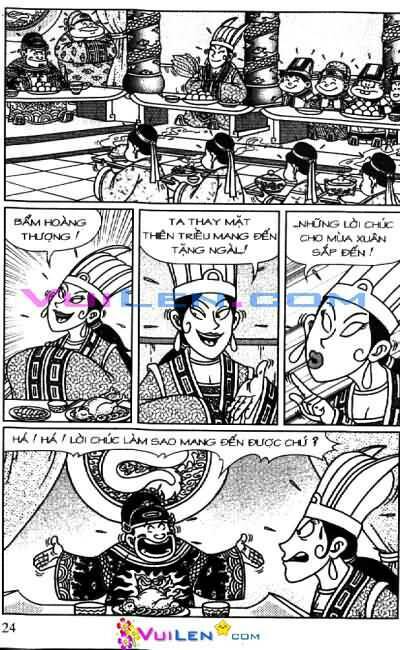 BẨM HOÀNG
THƯỢNG !
TA THAY MẶT
THIÊN TRIỀU MANG ĐẾN
TẶNG NGÀI...!
...NHỮNG LỜI CHÚC
CHO MÙA XUÂN
SẮP ĐẾN !
VUILEN.COM
HÁ ! HÁ ! LỜI CHÚC LÀM SAO MANG ĐẾN ĐƯỢC CHỨ ?
24
VUILEN.COM